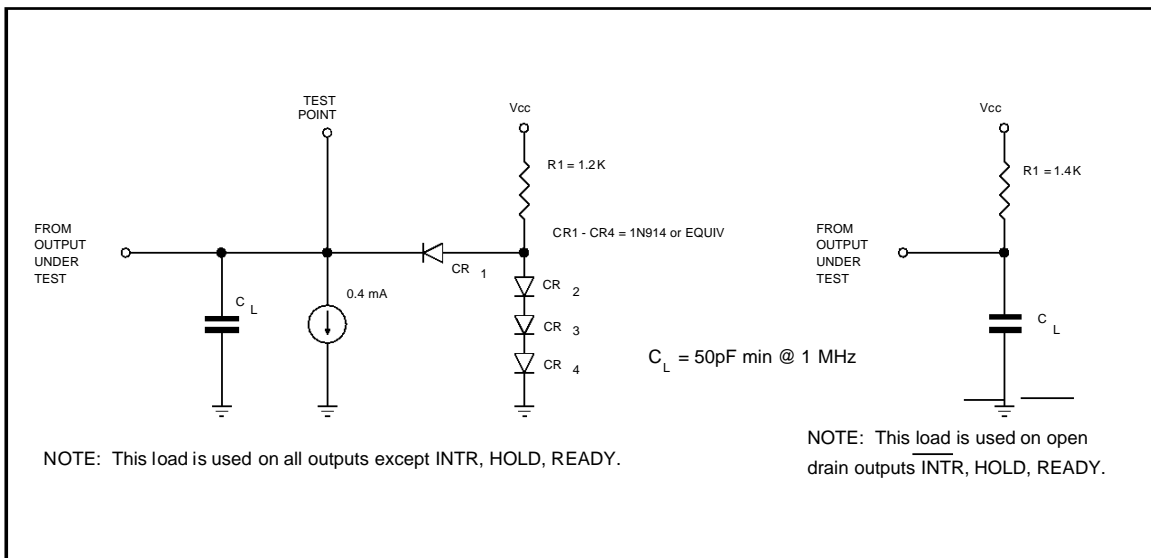 TEST
POINT
Vcc
R1 = 1.2K
FROM
OUTPUT
UNDER
TEST
CR1 - CR4 = 1N914 or EQUIV
CR 1
C L
0.4 mA
CR 2
CR 3
CR 4
C L = 50pF min @ 1 MHz
NOTE: This load is used on all outputs except INTR, HOLD, READY.
Vcc
R1 = 1.4K
FROM
OUTPUT
UNDER
TEST
C L
NOTE: This load is used on open
drain outputs INTR, HOLD, READY.